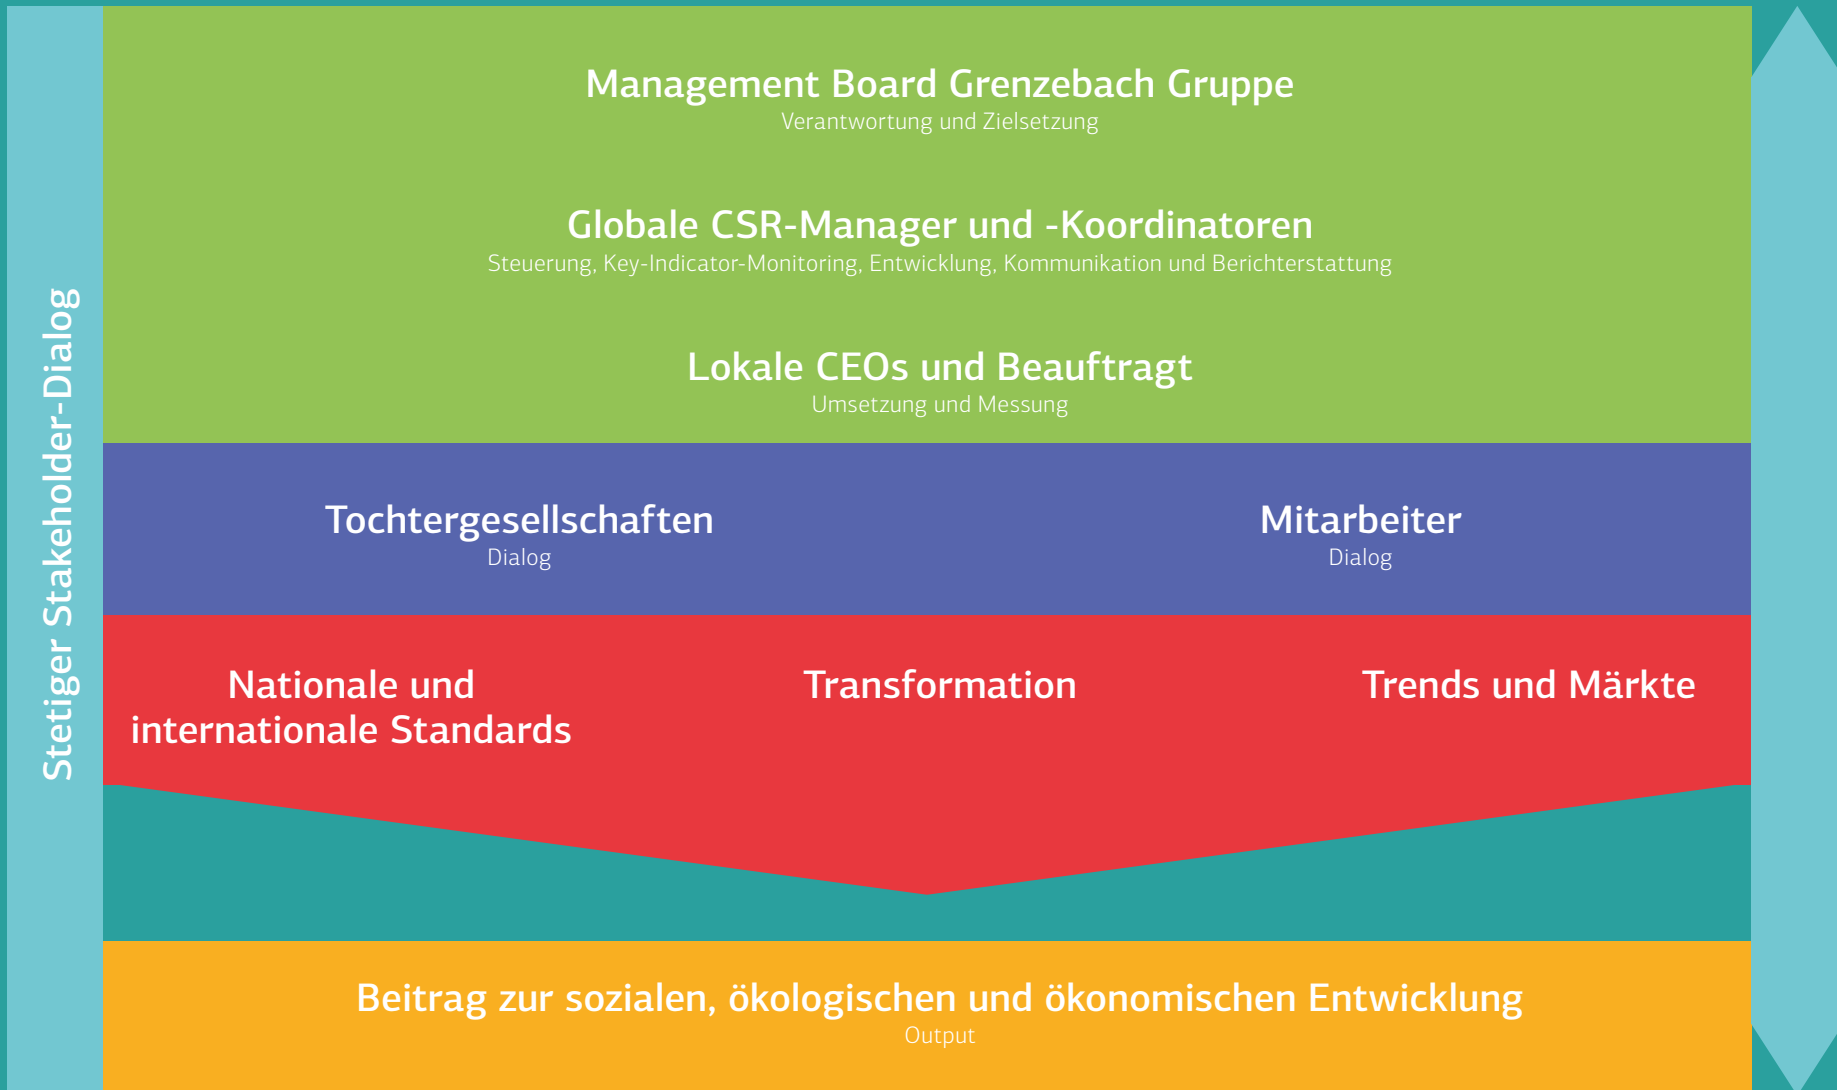 Stetiger Stakeholder-Dialog
Management Board Grenzebach Gruppe
Verantwortung und Zielsetzung
Globale CSR-Manager und -Koordinatoren
Steuerung, Key-Indicator-Monitoring, Entwicklung, Kommunikation und Berichterstattung
Lokale CEOs und Beauftragt
Umsetzung und Messung
Tochtergesellschaften
Dialog
Mitarbeiter
Dialog
Nationale und
internationale Standards
Transformation
Trends und Märkte
Beitrag zur sozialen, ökologischen und ökonomischen Entwicklung
Output